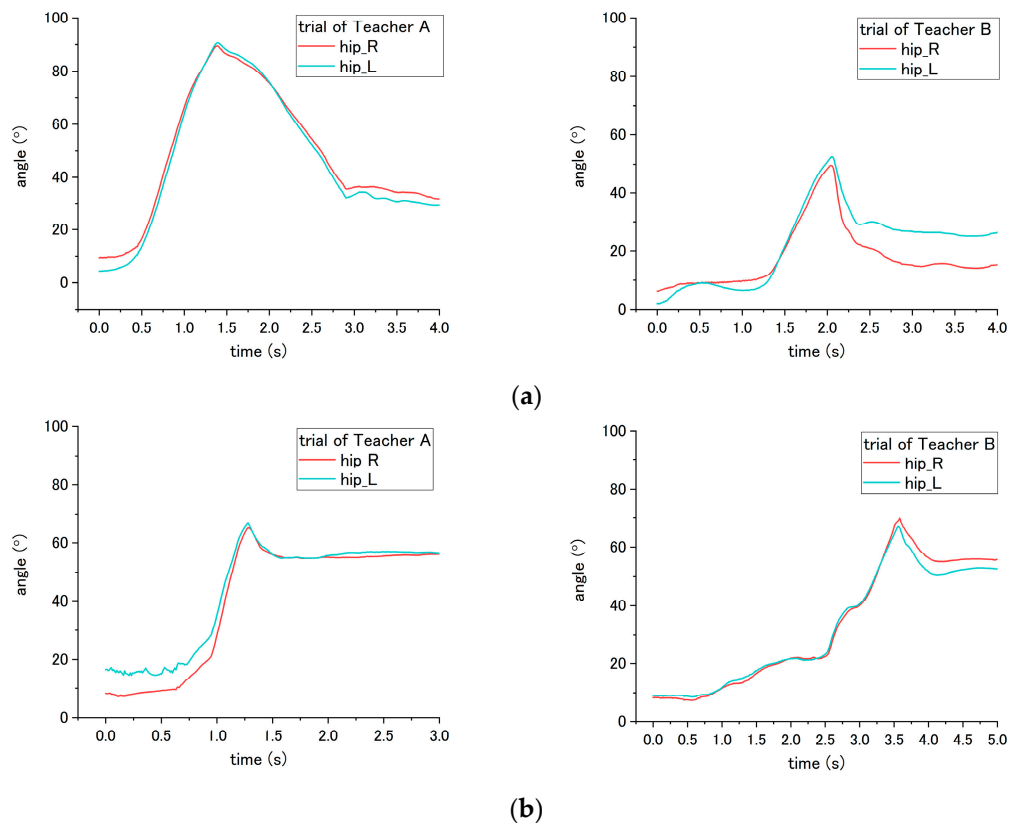 trial of Teacher A
hip_R
hip_L
angle (°)
100
80
60
40
20
0
0.0 0.5 1.0 1.5 2.0 2.5 3.0 3.5 4.0
time (s)
trial of Teacher B
hip_R
hip_L
angle (°)
100
80
60
40
20
0
0.0 0.5 1.0 1.5 2.0 2.5 3.0 3.5 4.0
time (s)
(a)
trial of Teacher A
hip R
hip_L
angle (°)
100
80
60
40
20
0
0.0 0.5 1.0 1.5 2.0 2.5 3.0
time (s)
trial of Teacher B
hip_R
hip_L
angle (°)
100
80
60
40
20
0
0.0 0.5 1.0 1.5 2.0 2.5 3.0 3.5 4.0 4.5 5.0
time (s)
(b)